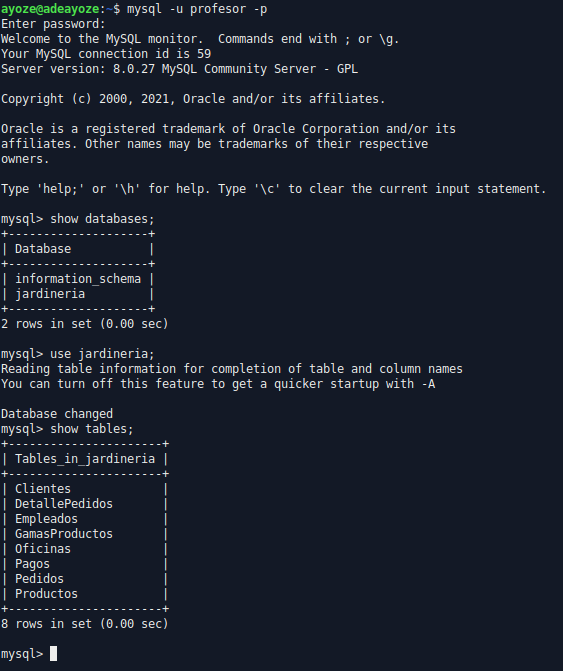 ayoze@adeayoze:~$ mysql -u profesor -p
Enter password:
Welcome to the MySQL monitor.  Commands end with ; or \g.
Your MySQL connection id is 59
Server version: 8.0.27 MySQL Community Server - GPL

Copyright (c) 2000, 2021, Oracle and/or its affiliates.

Oracle is a registered trademark of Oracle Corporation and/or its
affiliates. Other names may be trademarks of their respective
owners.

Type 'help;' or '\h' for help. Type '\c' to clear the current input statement.

mysql> show databases;
+--------------------+
| Database           |
+--------------------+
| information_schema |
| jardineria         |
+--------------------+
2 rows in set (0.00 sec)

mysql> use jardineria;
Reading table information for completion of table and column names
You can turn off this feature to get a quicker startup with -A

Database changed
mysql> show tables;
+----------------------+
| Tables_in_jardineria |
+----------------------+
| Clientes             |
| DetallePedidos       |
| Empleados            |
| GamasProductos       |
| Oficinas             |
| Pagos                |
| Pedidos              |
| Productos            |
+----------------------+
8 rows in set (0.00 sec)

mysql>